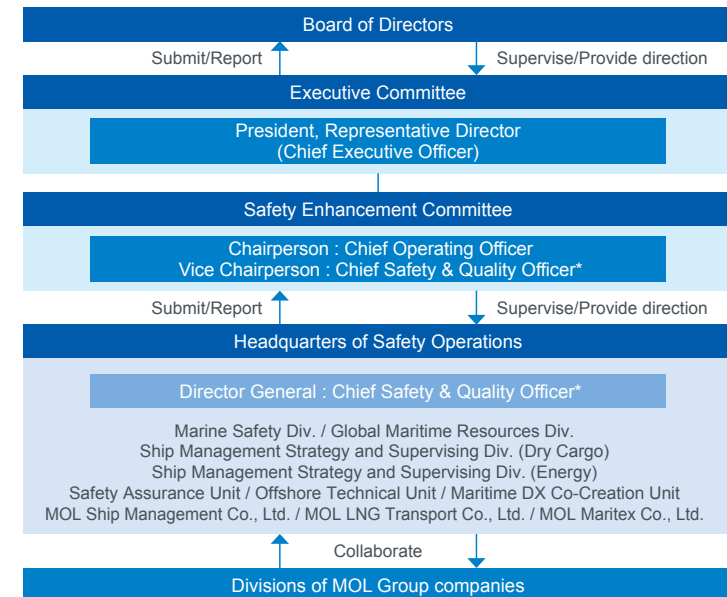 Board of Directors
Submit/Report
Supervise/Provide direction
Executive Committee
President, Representative Director
(Chief Executive Officer)
Safety Enhancement Committee
Chairperson : Chief Operating Officer
Vice Chairperson : Chief Safety & Quality Officer*
Submit/Report
Supervise/Provide direction
Headquarters of Safety Operations
Director General : Chief Safety & Quality Officer*
Marine Safety Div. / Global Maritime Resources Div.
Ship Management Strategy and Supervising Div. (Dry Cargo)
Ship Management Strategy and Supervising Div. (Energy)
Safety Assurance Unit / Offshore Technical Unit / Maritime DX Co-Creation Unit
MOL Ship Management Co., Ltd. / MOL LNG Transport Co., Ltd. / MOL Maritex Co., Ltd.
Collaborate
Divisions of MOL Group companies